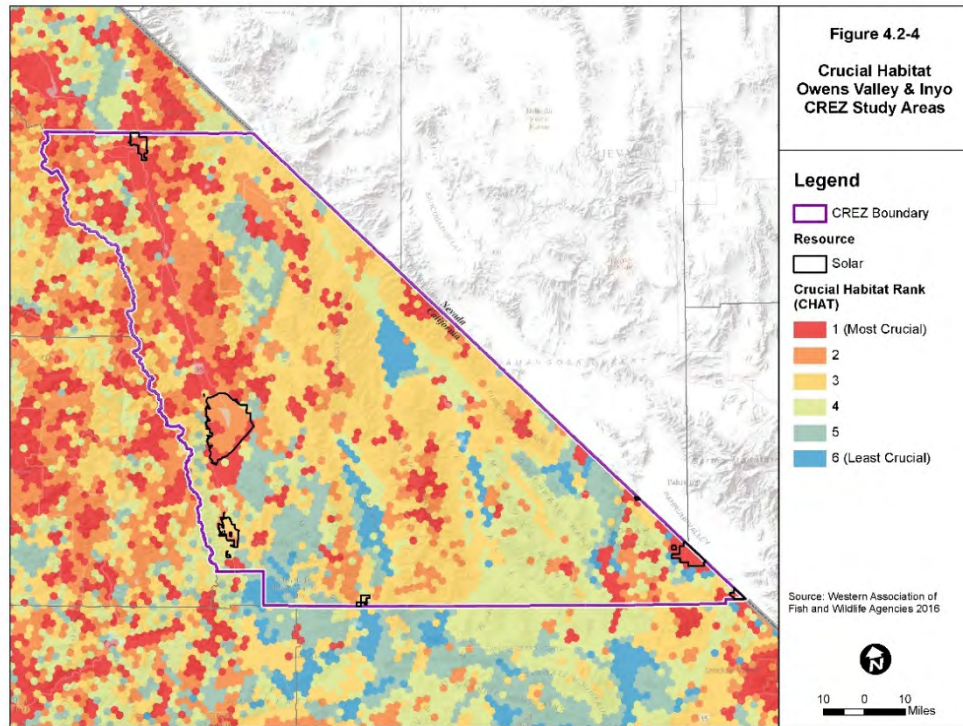 Figure 4.2-4
Crucial Habitat
Owens Valley & Inyo
CREZ Study Areas
Legend
CREZ Boundary
Resource
Solar
Crucial Habitat Rank
(CHAT)
1 (Most Crucial)
2
3
4
5
6 (Least Crucial)
Nevada
California
Source: Western Association of
Fish and Wildlife Agencies 2016
N
10 0 10
Miles